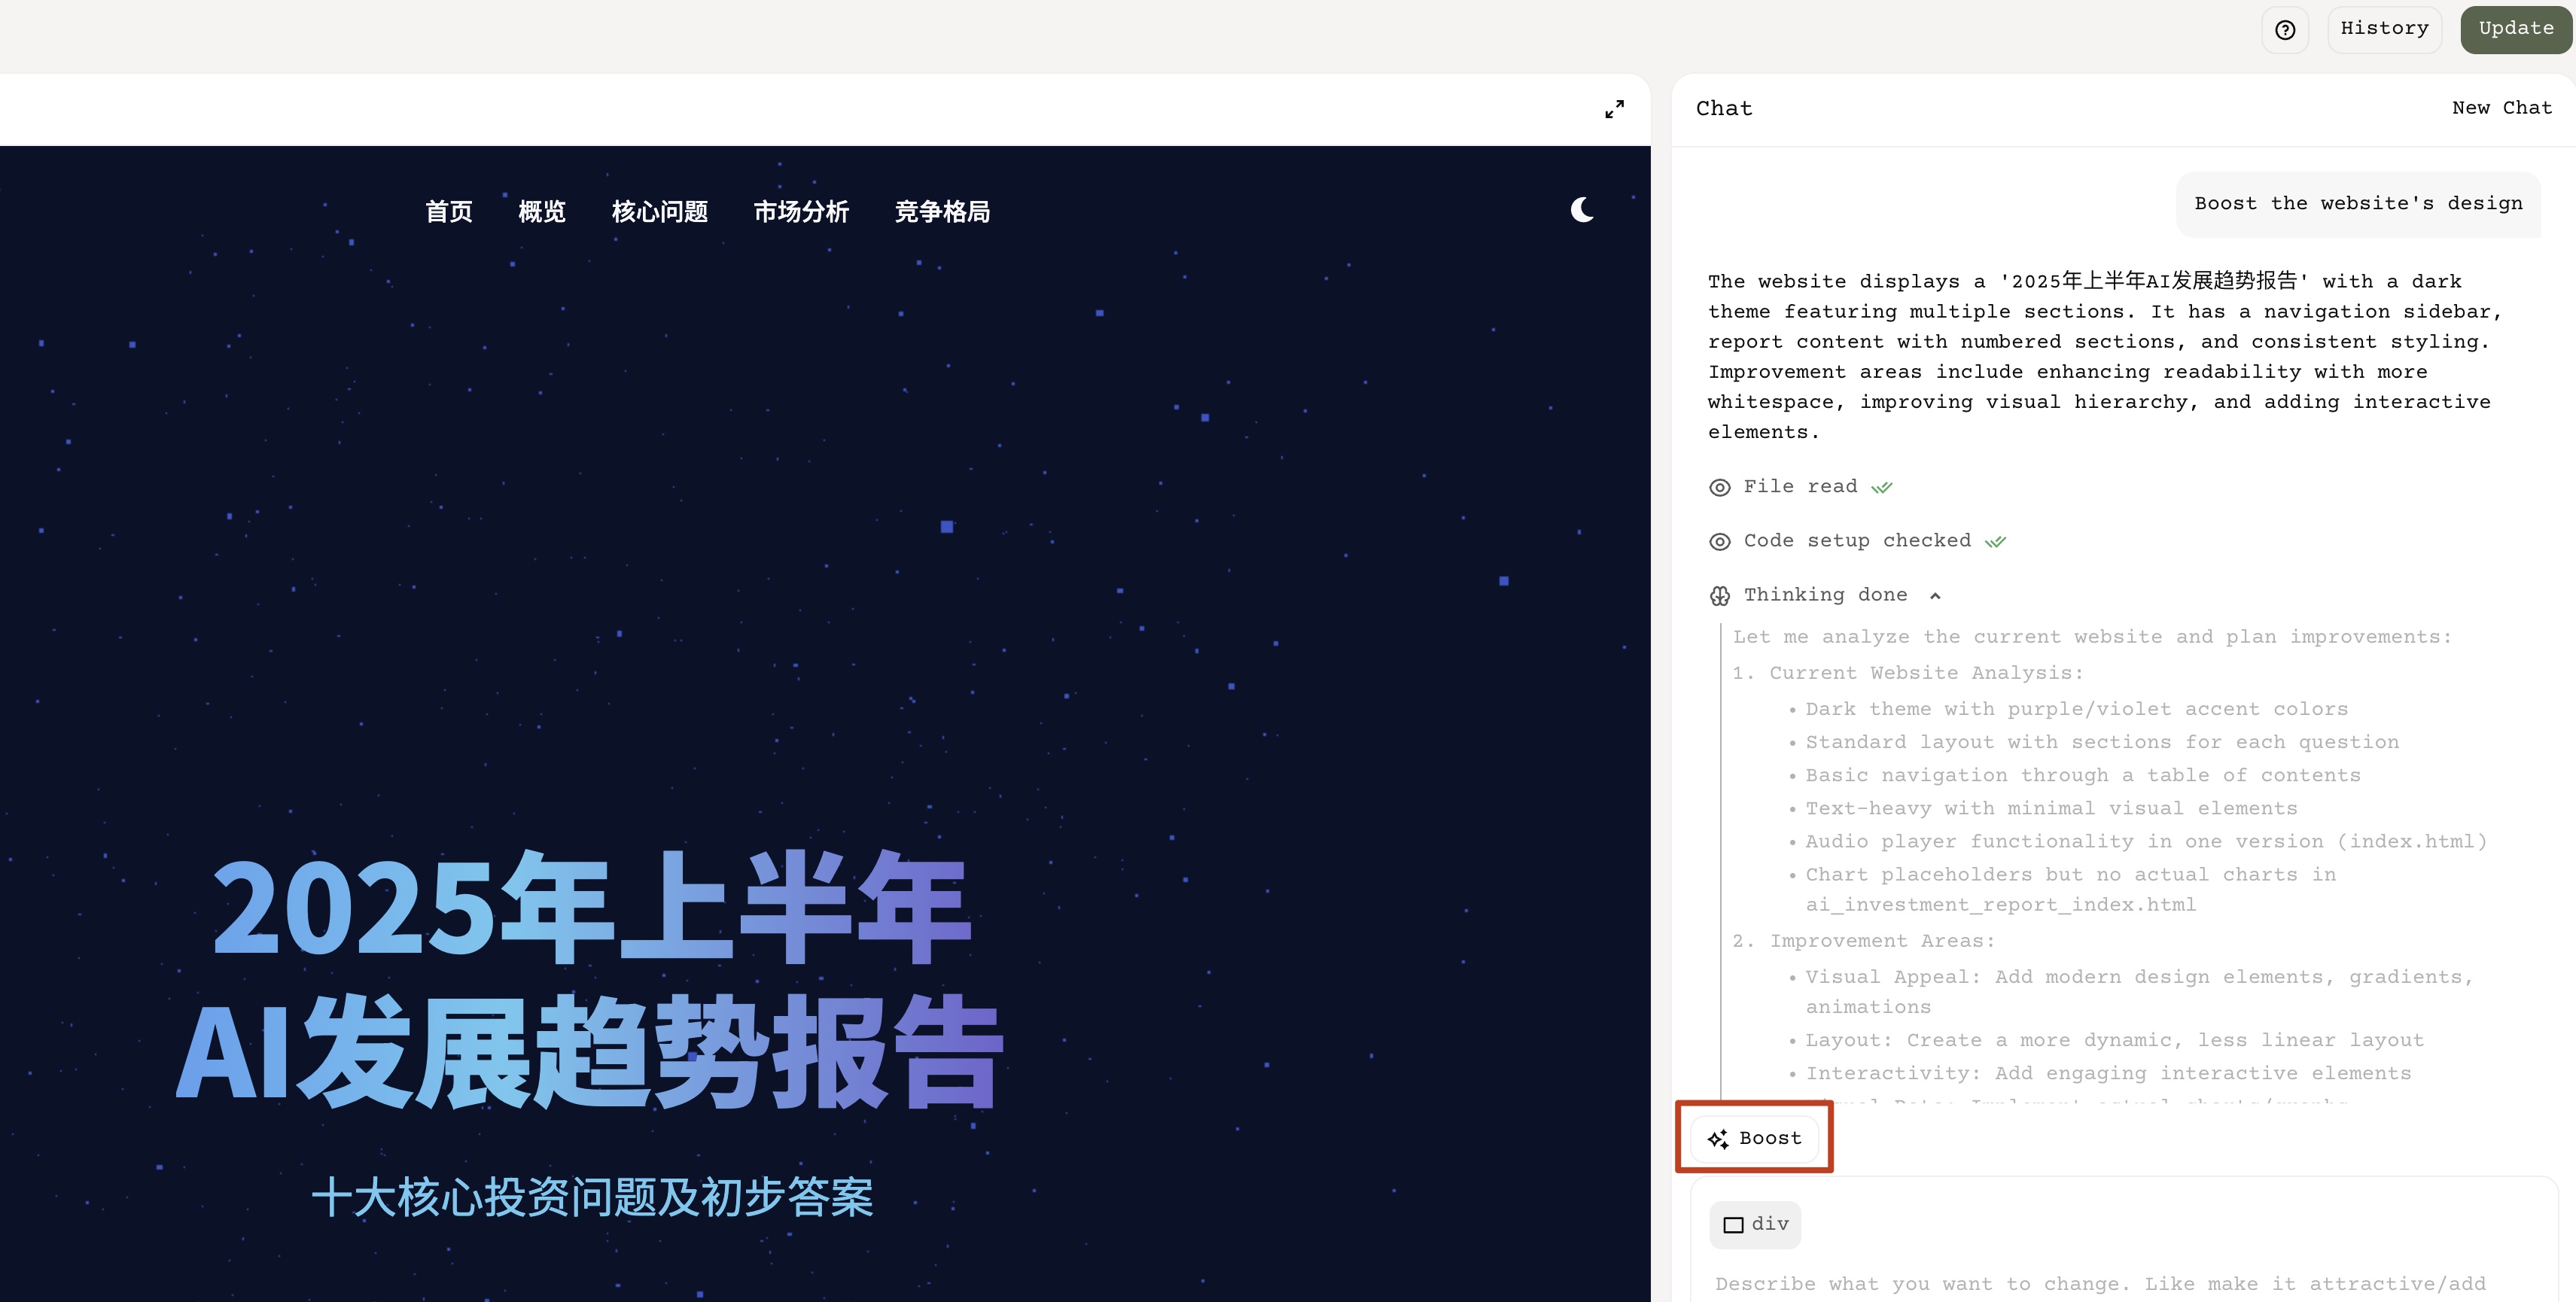 History
Update
Chat
New Chat
首页 概览 核心问题 市场分析 竞争格局
2025年上半年
AI发展趋势报告
十大核心投资问题及初步答案
Boost the website's design
The website displays a '2025年上半年AI发展趋势报告' with a dark
theme featuring multiple sections. It has a navigation sidebar,
report content with numbered sections, and consistent styling.
Improvement areas include enhancing readability with more
whitespace, improving visual hierarchy, and adding interactive
elements.
File read
Code setup checked
Thinking done
Let me analyze the current website and plan improvements:
1. Current Website Analysis:
• Dark theme with purple/violet accent colors
• Standard layout with sections for each question
• Basic navigation through a table of contents
• Text-heavy with minimal visual elements
• Audio player functionality in one version (index.html)
• Chart placeholders but no actual charts in
ai_investment_report_index.html
2. Improvement Areas:
• Visual Appeal: Add modern design elements, gradients,
animations
• Layout: Create a more dynamic, less linear layout
• Interactivity: Add engaging interactive elements
Boost
div
Describe what you want to change. Like make it attractive/add